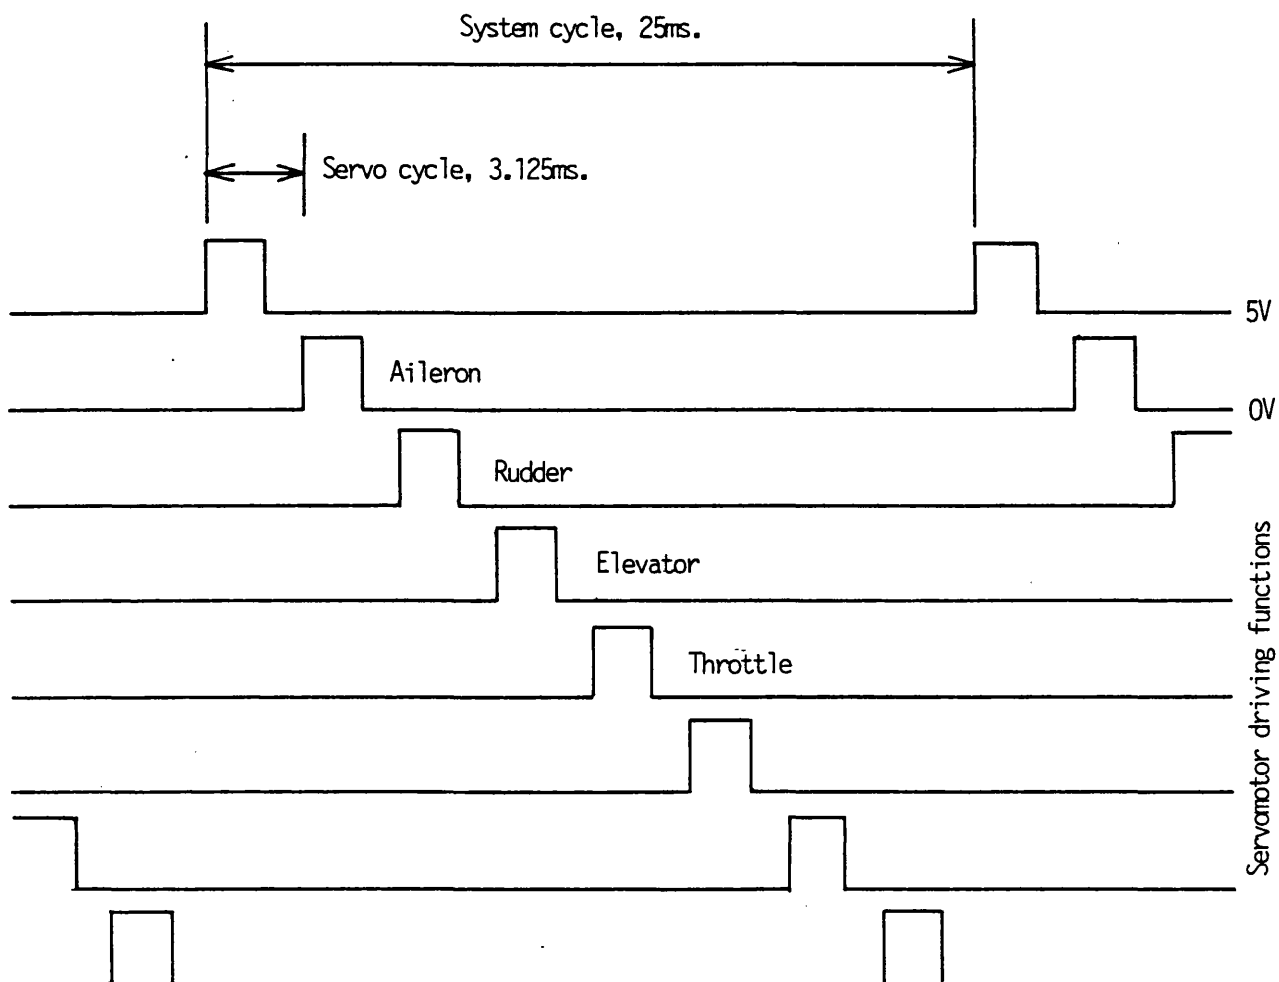 System cycle, 25ms.
Servo cycle, 3.125ms.
5V
Aileron
0V
Rudder
Elevator
Throttle
Servomotor driving functions